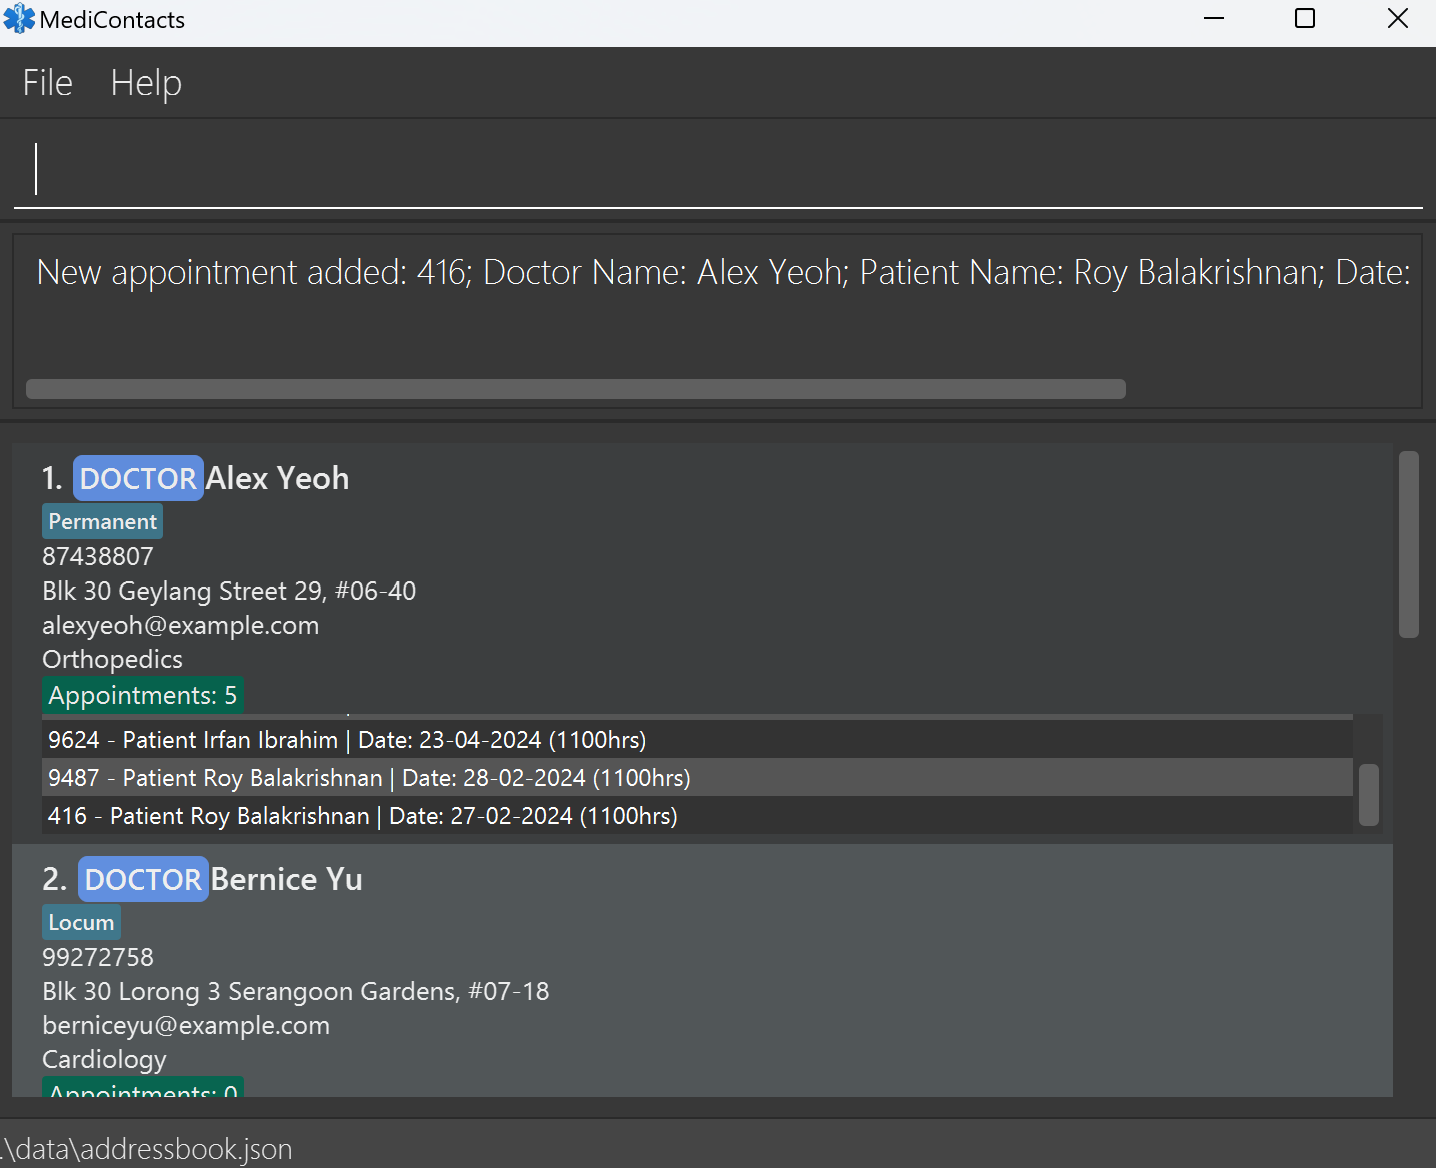 MediContacts
File Help
New appointment added: 416; Doctor Name: Alex Yeoh; Patient Name: Roy Balakrishnan; Date:
1. DOCTOR Alex Yeoh
Permanent
87438807
Blk 30 Geylang Street 29, #06-40
alexyeoh@example.com
Orthopedics
Appointments: 5
9624 - Patient Irfan Ibrahim | Date: 23-04-2024 (1100hrs)
9487 - Patient Roy Balakrishnan | Date: 28-02-2024 (1100hrs)
416 - Patient Roy Balakrishnan | Date: 27-02-2024 (1100hrs)
2. DOCTOR Bernice Yu
Locum
99272758
Blk 30 Lorong 3 Serangoon Gardens, #07-18
berniceyu@example.com
Cardiology
Appointments: 0
.\data\addressbook.json